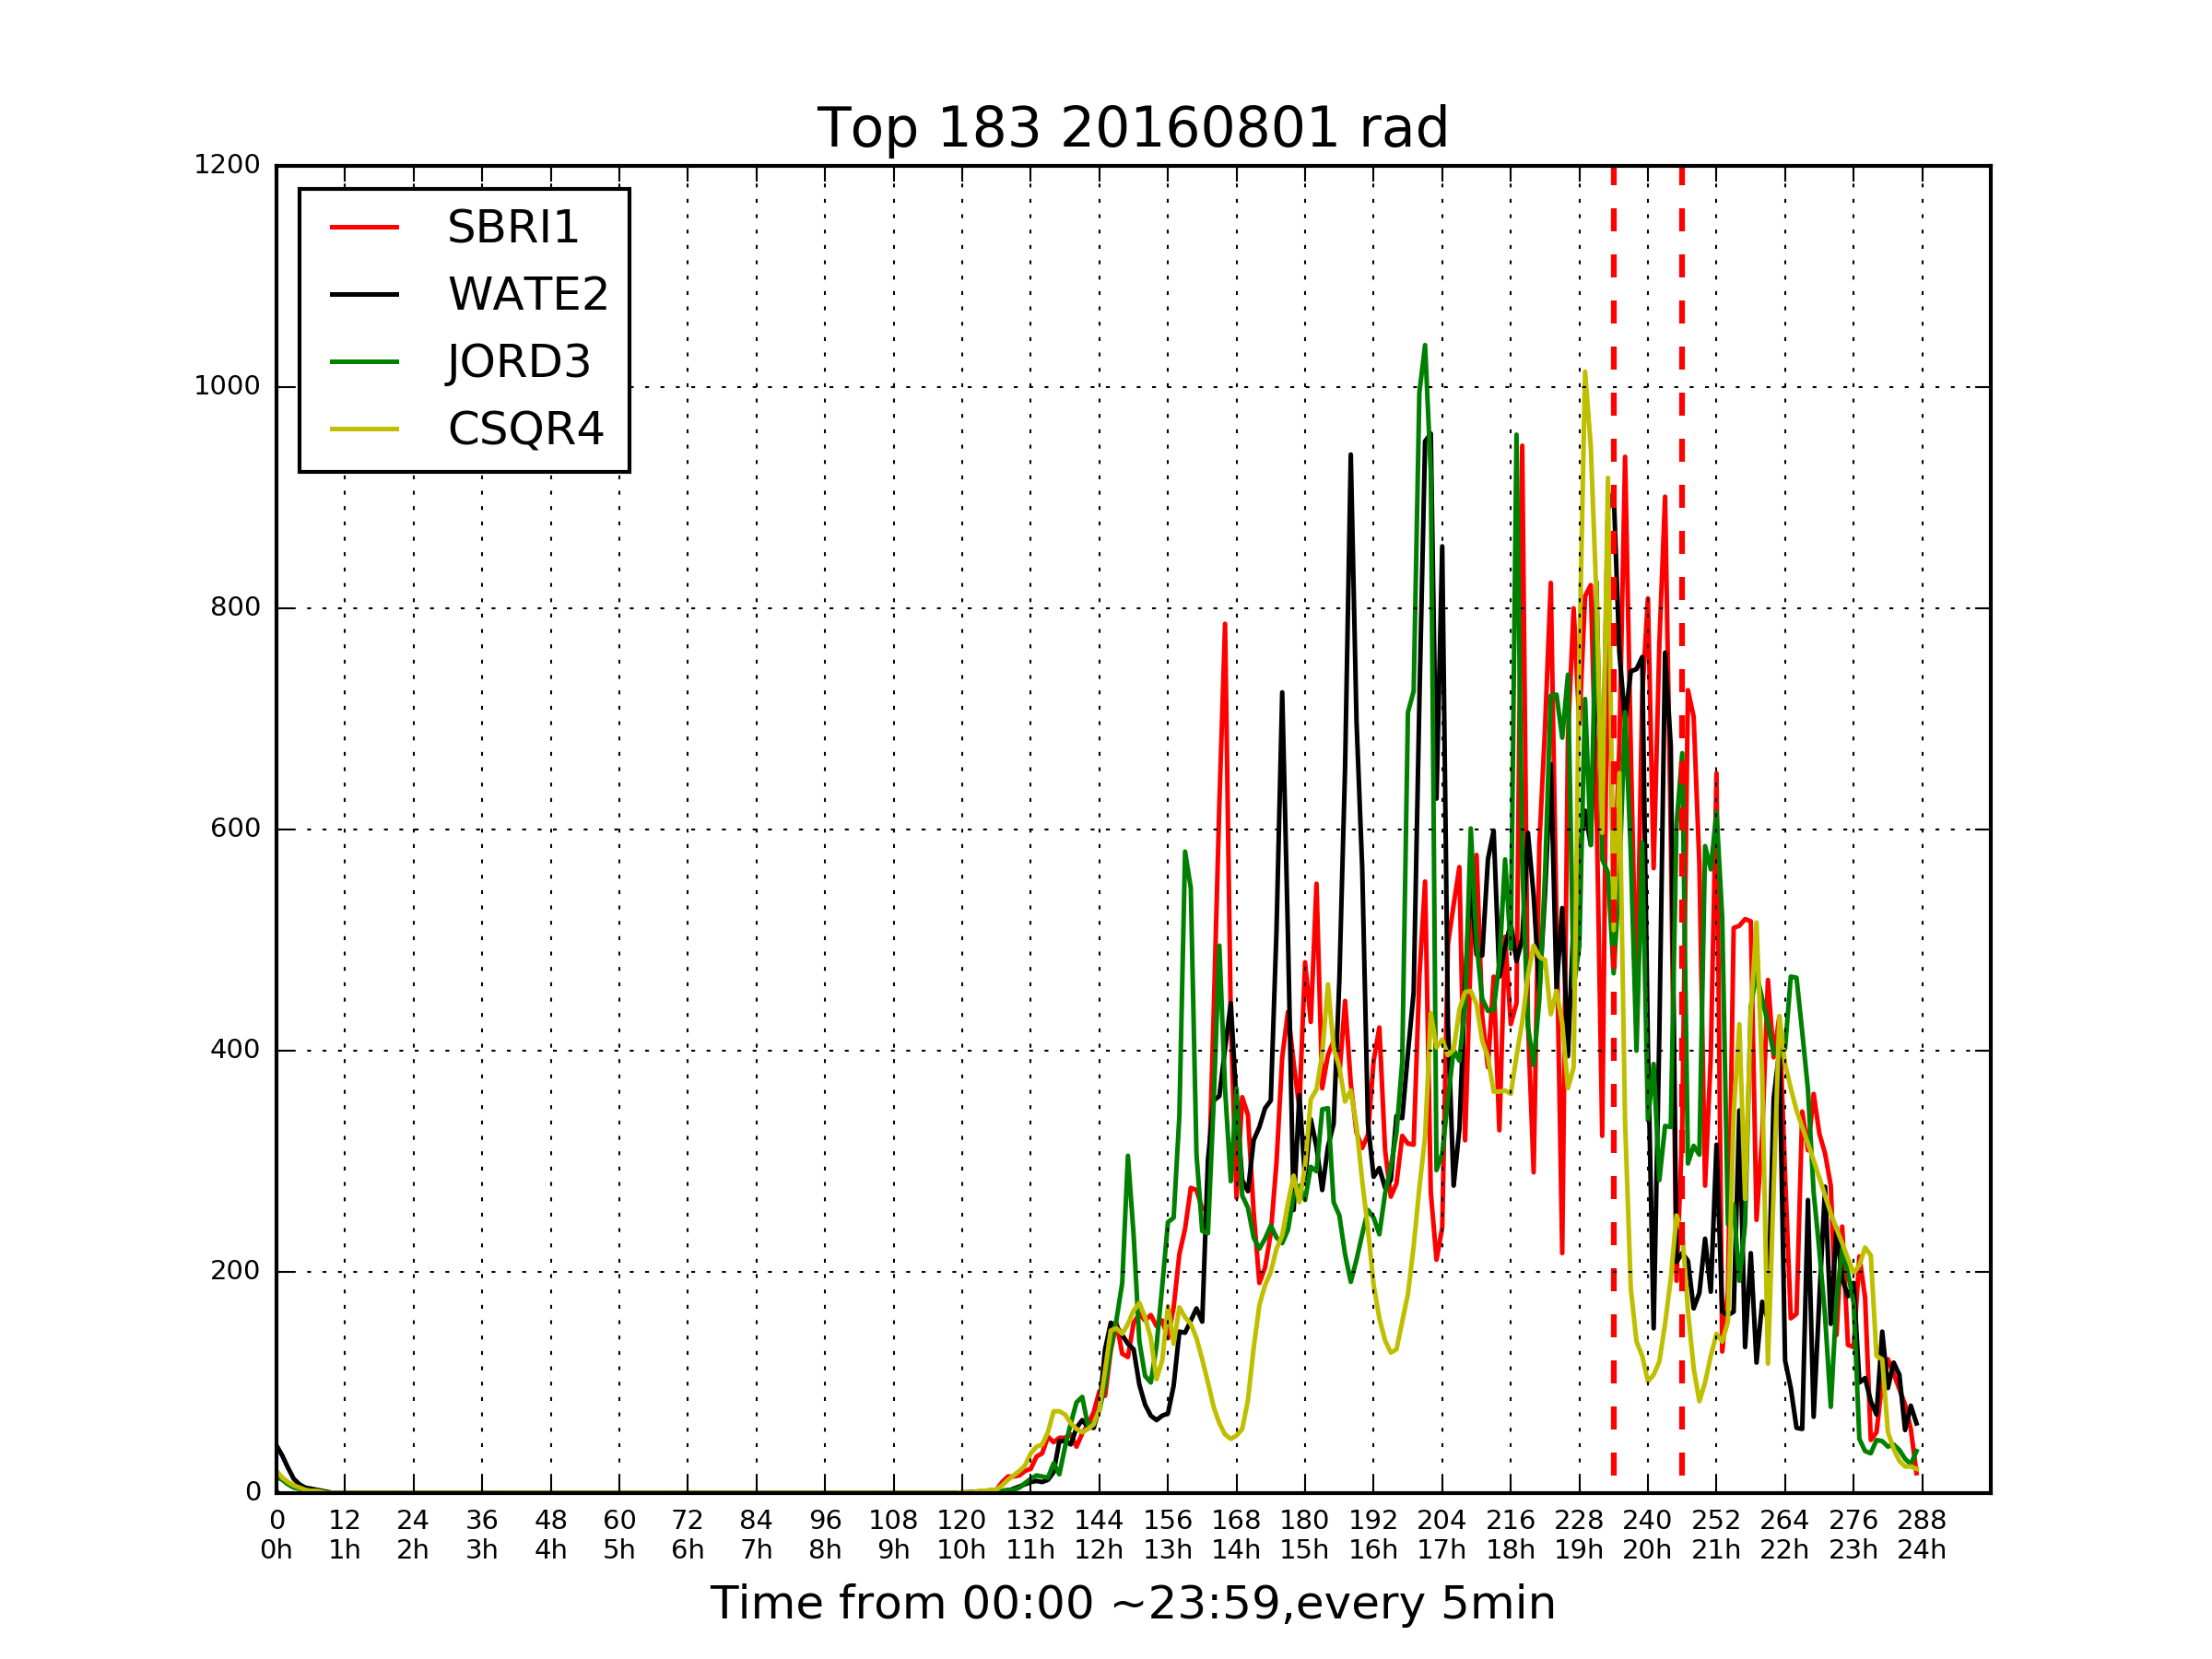 Top 183 20160801 rad
1200
1000
800
600
400
200
0
SBRI1
WATE2
JORD3
CSQR4
0 12 24 36 48 60 72 84 96 108 120 132 144 156 168 180 192 204 216 228 240 252 264 276 288
0h 1h 2h 3h 4h 5h 6h 7h 8h 9h 10h 11h 12h 13h 14h 15h 16h 17h 18h 19h 20h 21h 22h 23h 24h
Time from 00:00 ~23:59,every 5min